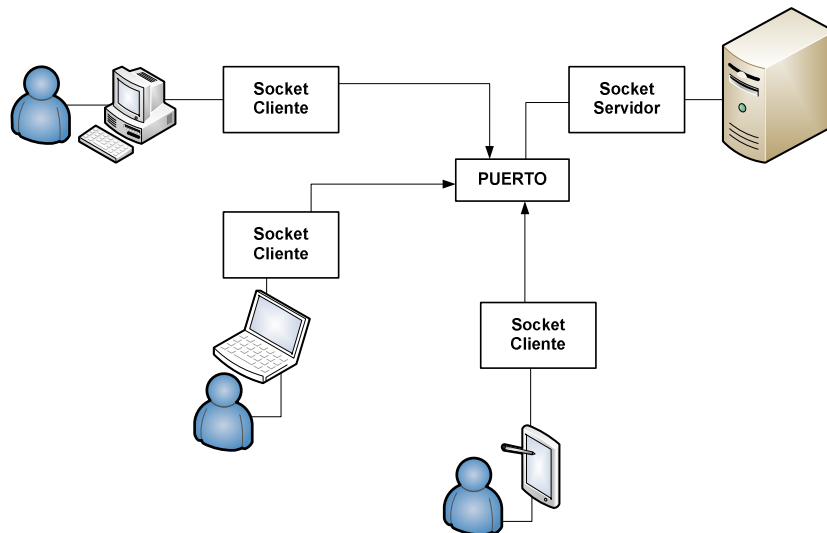 Socket
Cliente
Socket
Servidor
PUERTO
Socket
Cliente
Socket
Cliente